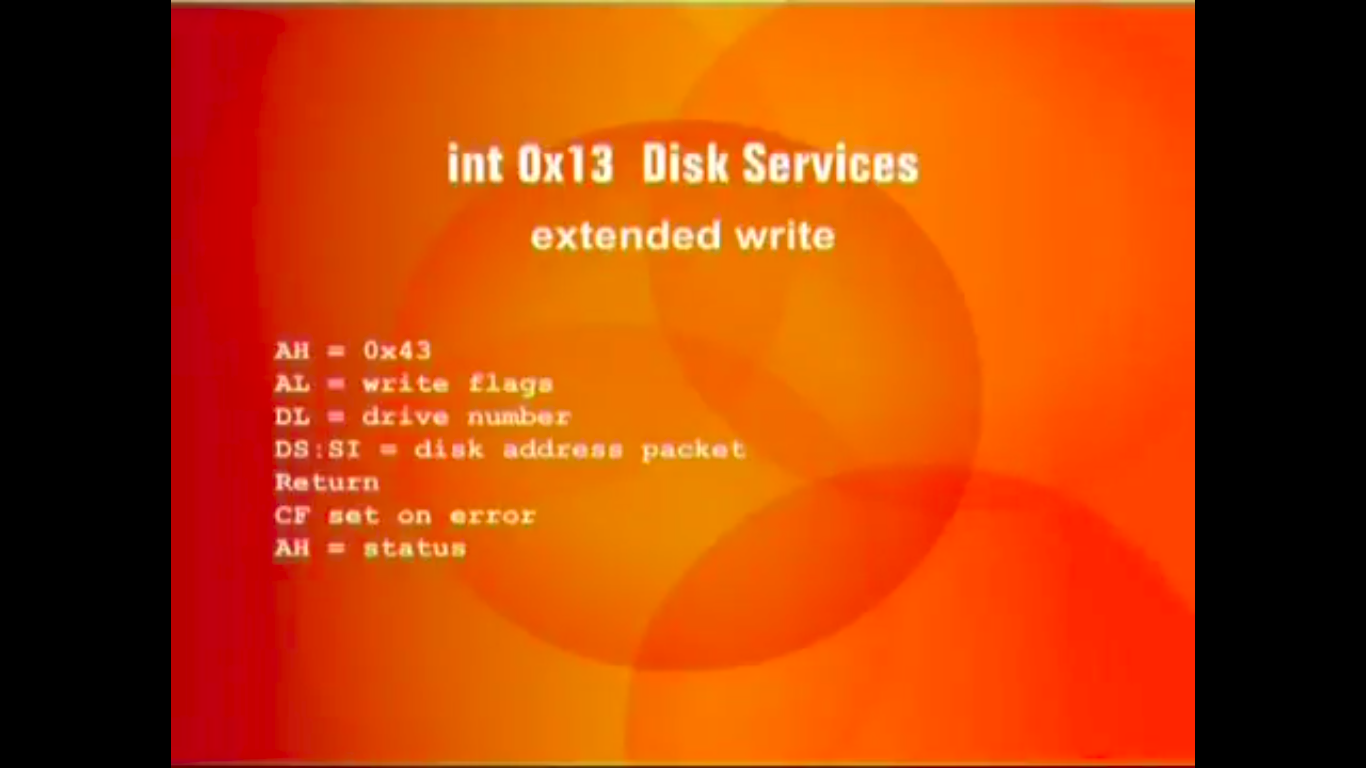 int 0x13 Disk Services
extended write
AH = 0x43
AL = write flags
DL = drive number
DS:SI = disk address packet
Return
CF set on error
AH = status